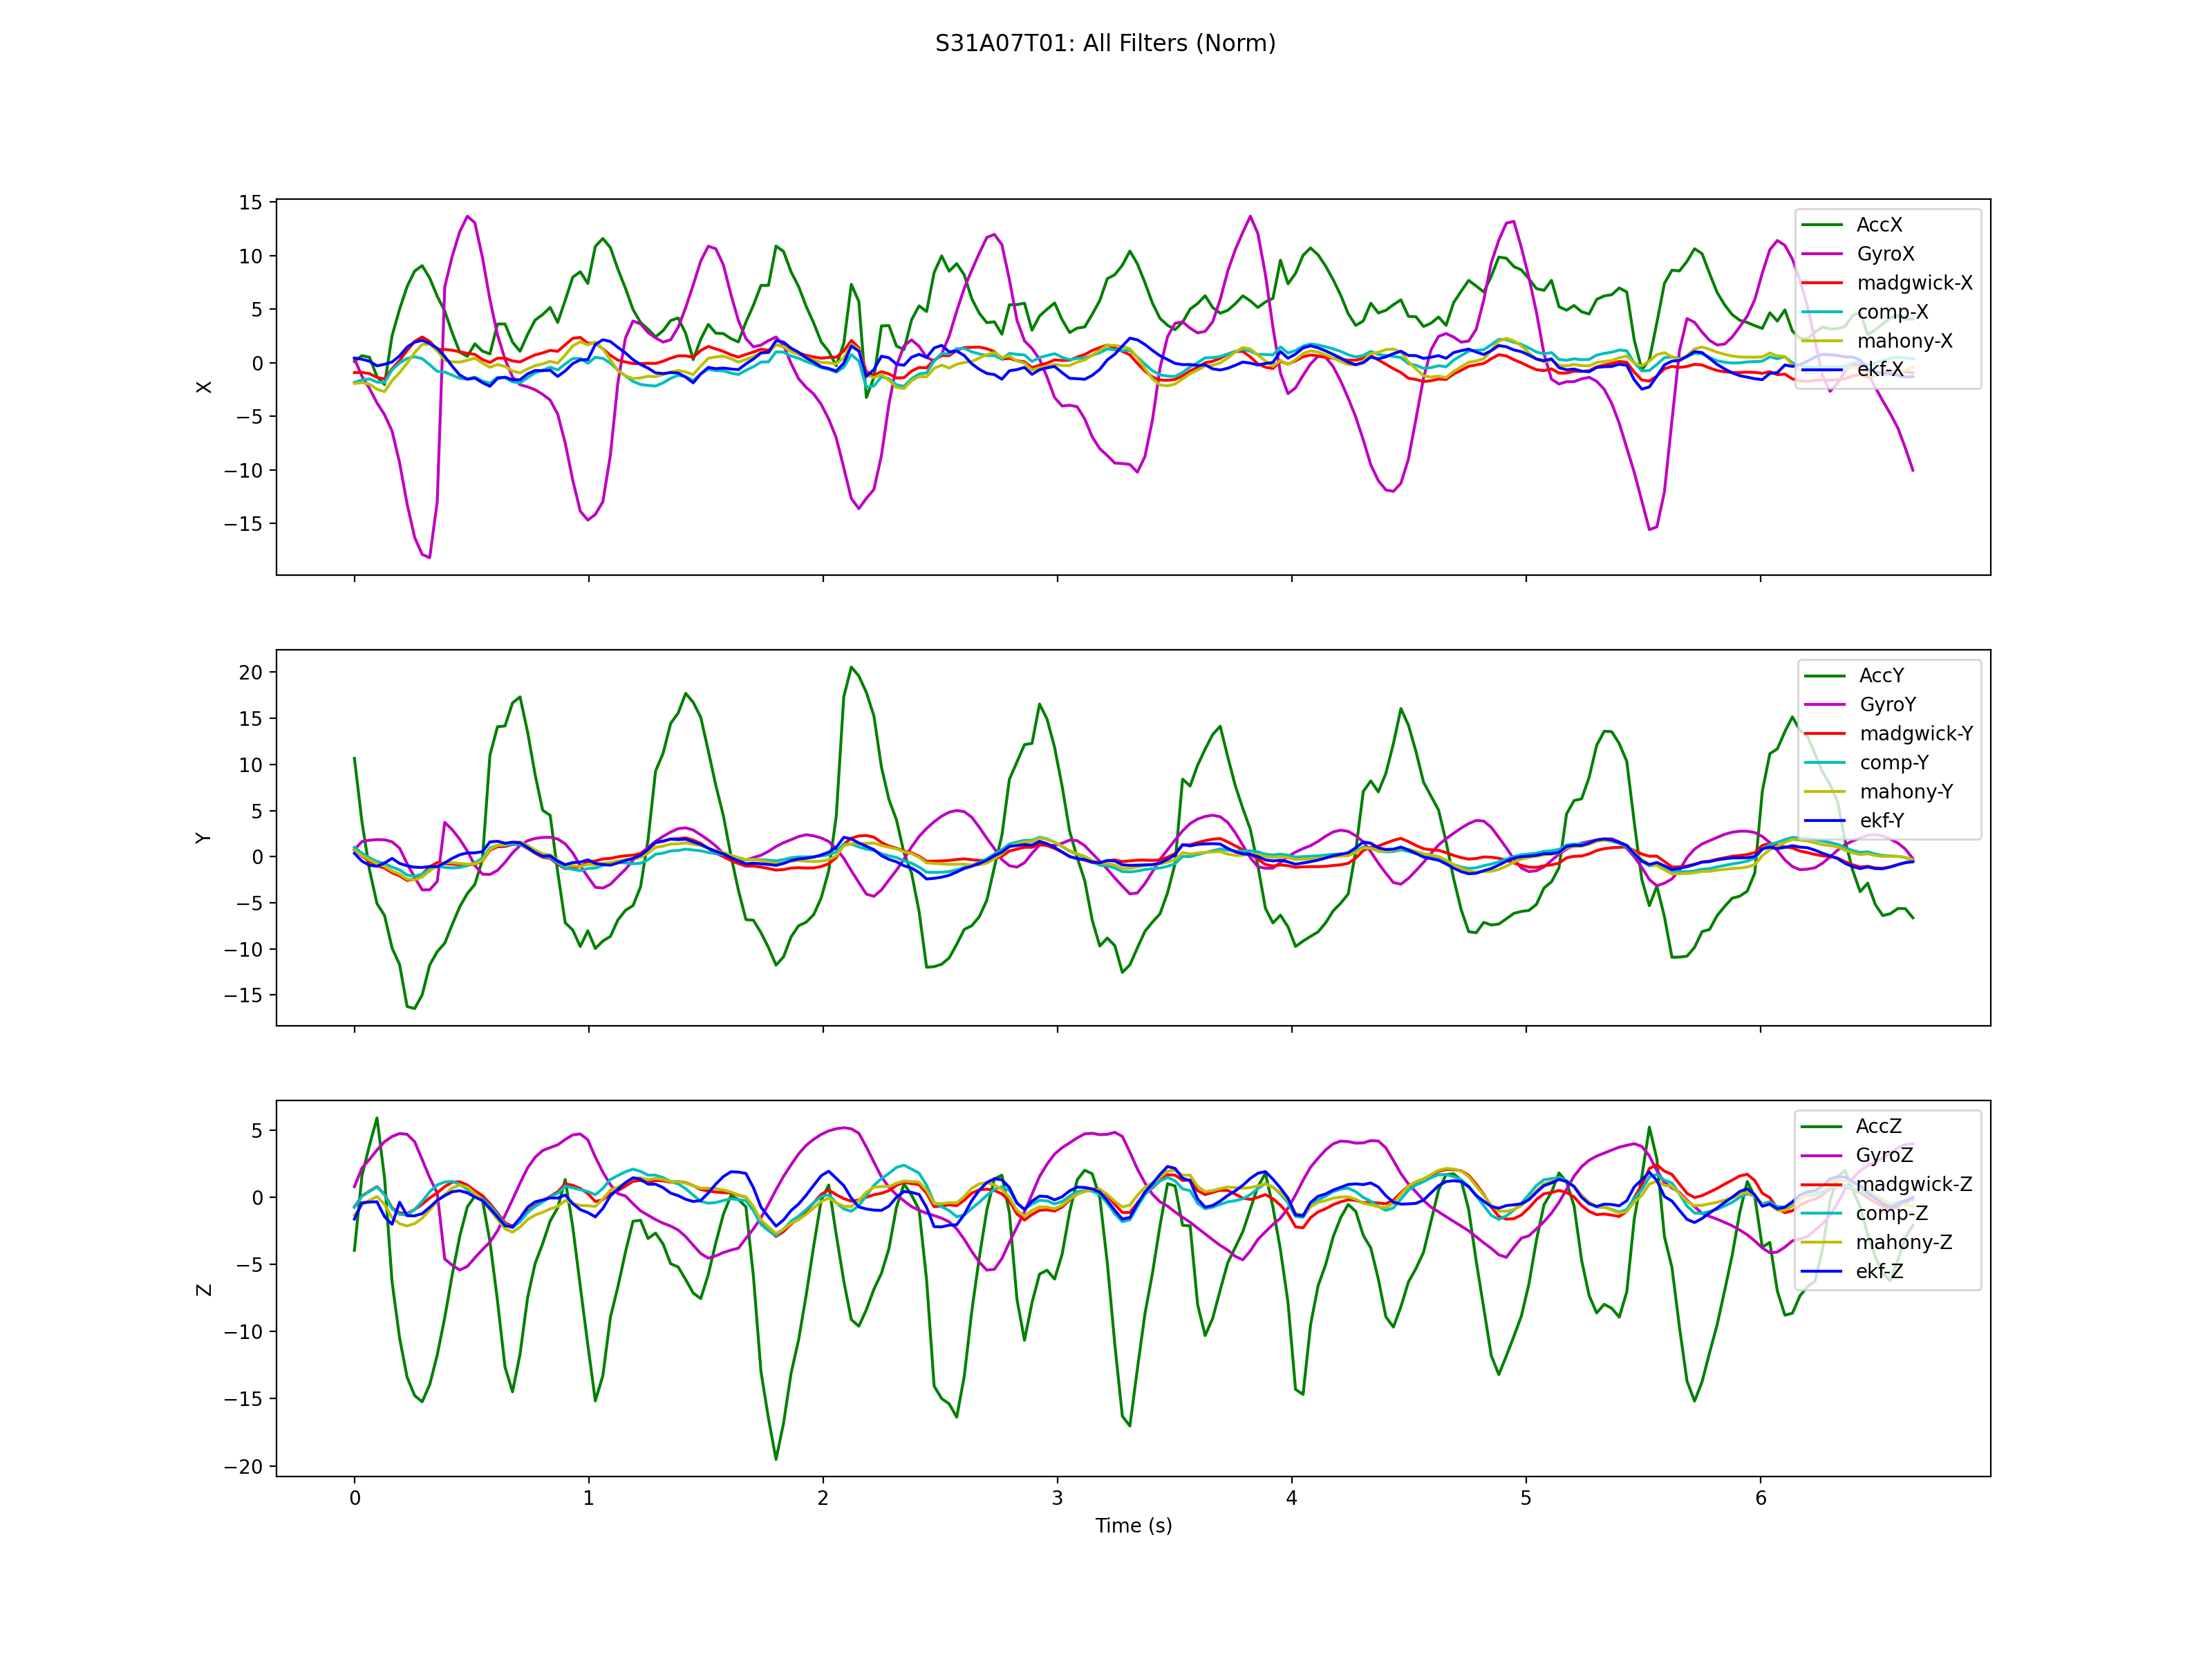 S31A07T01: All Filters (Norm)
15
10
5
0
−5
−10
−15
X
AccX
GyroX
madgwick-X
comp-X
mahony-X
ekf-X
20
15
10
5
0
−5
−10
−15
Y
AccY
GyroY
madgwick-Y
comp-Y
mahony-Y
ekf-Y
5
0
−5
−10
−15
−20
Z
AccZ
GyroZ
madgwick-Z
comp-Z
mahony-Z
ekf-Z
0 1 2 3 4 5 6
Time (s)